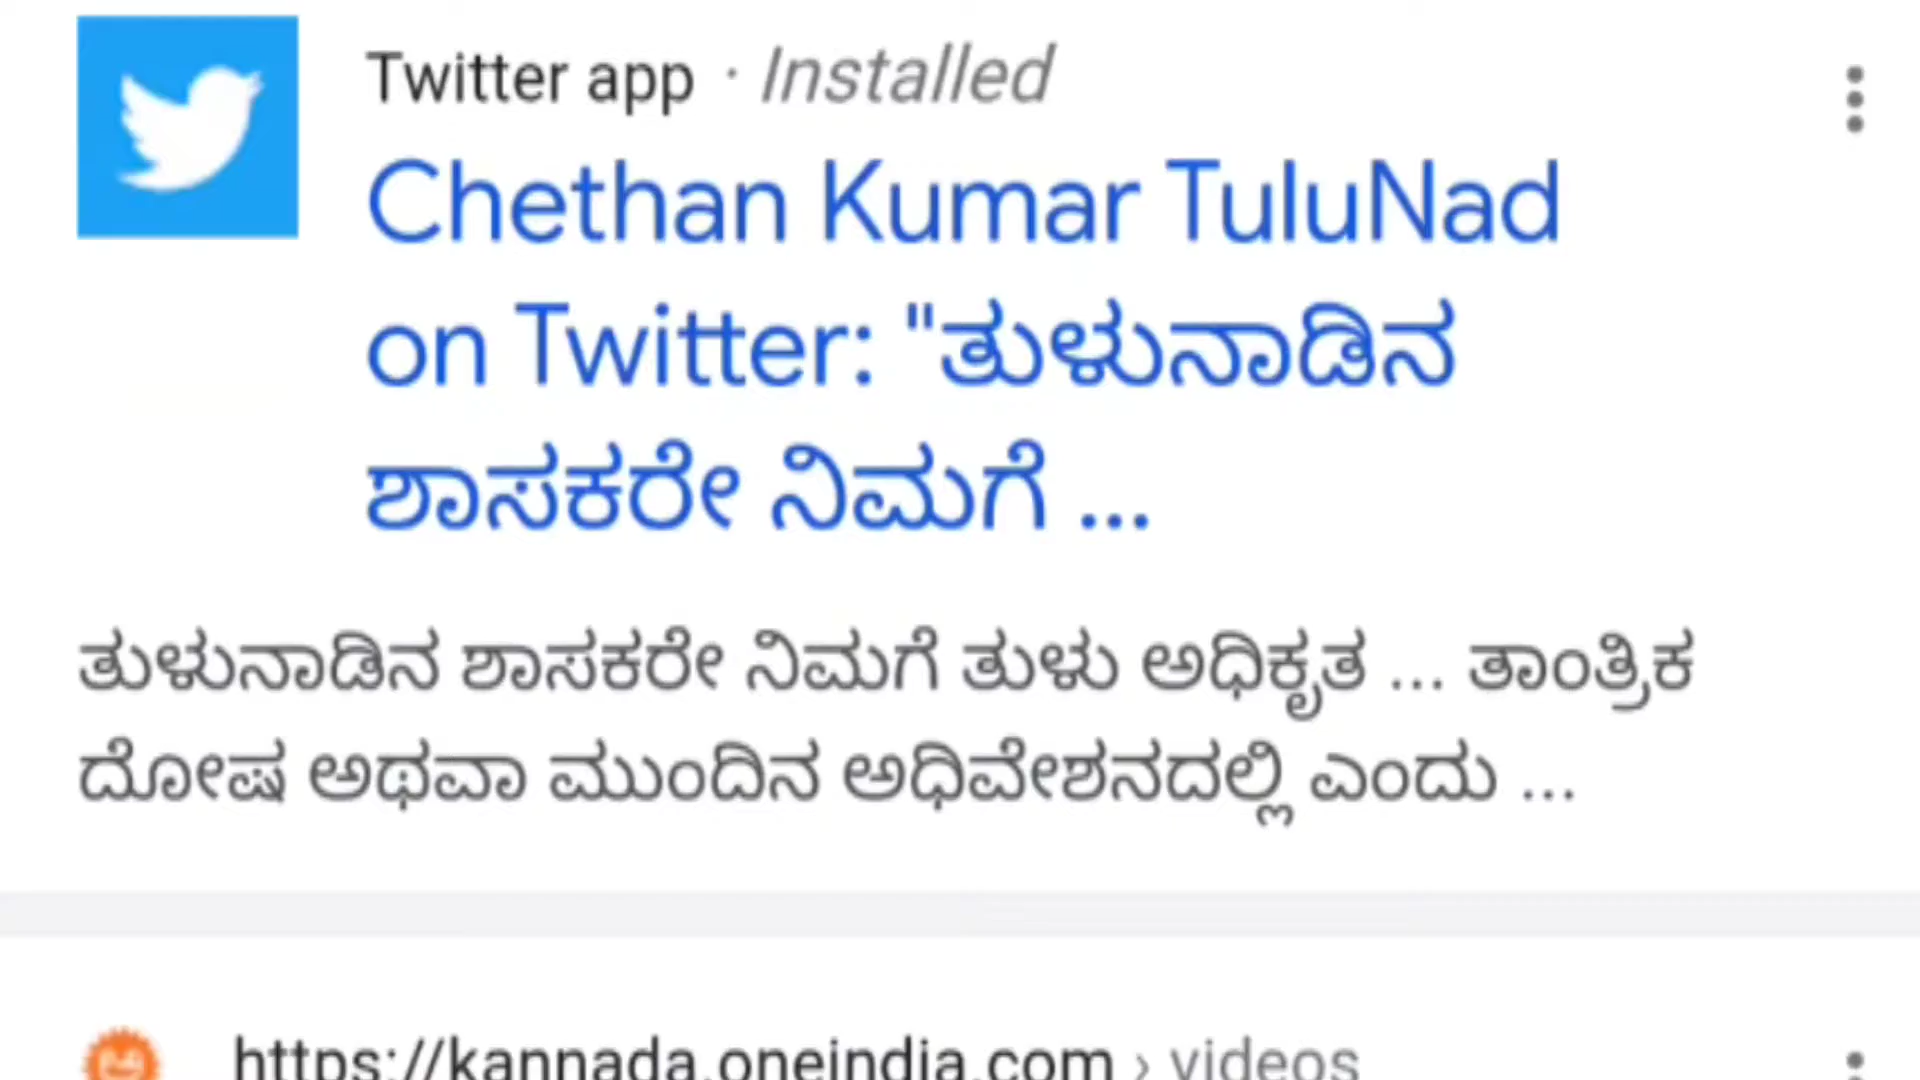 Twitter app · Installed
Chethan Kumar TuluNad
on Twitter: "ತುಳುನಾಡಿನ
ಶಾಸಕರೇ ನಿಮಗೆ ...
ತುಳುನಾಡಿನ ಶಾಸಕರೇ ನಿಮಗೆ ತುಳು ಅಧಿಕೃತ ... ತಾಂತ್ರಿಕ
ದೋಷ ಅಥವಾ ಮುಂದಿನ ಅಧಿವೇಶನದಲ್ಲಿ ಎಂದು ...
https://kannada.oneindia.com › videos